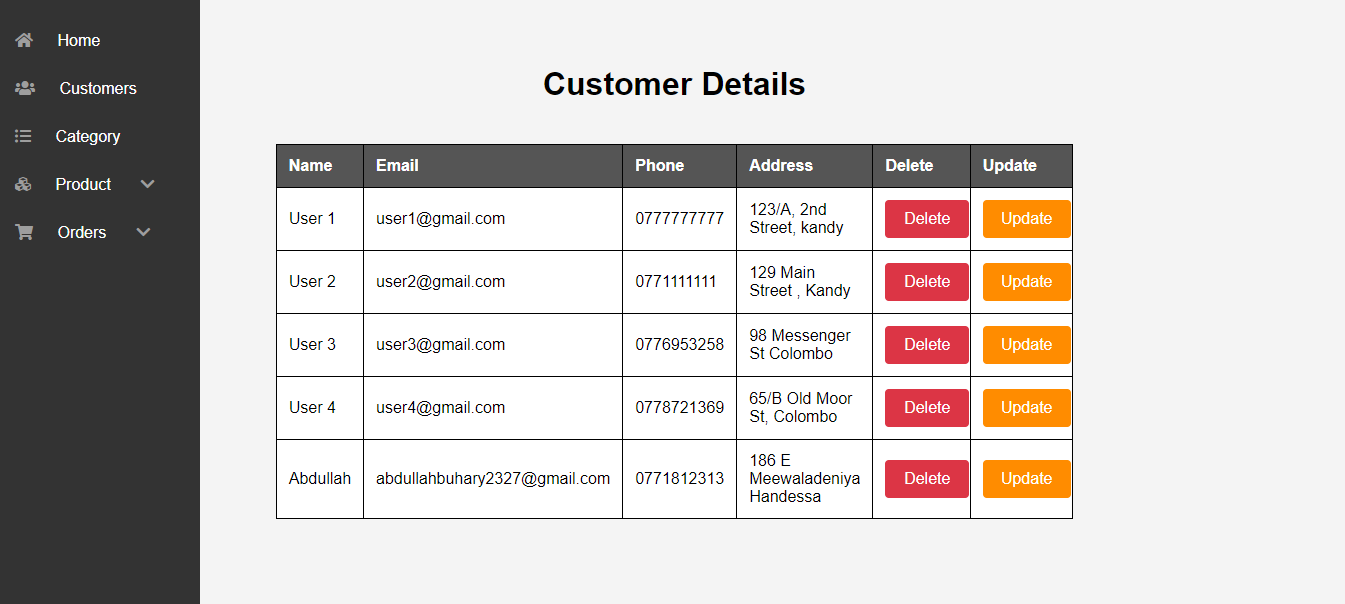 Home
Customers
Category
Product
Orders
Customer Details
Name Email Phone Address Delete Update
User 1 user1@gmail.com 0777777777 123/A, 2nd
Street, kandy Delete Update
User 2 user2@gmail.com 0771111111 129 Main
Street , Kandy Delete Update
User 3 user3@gmail.com 0776953258 98 Messenger
St Colombo Delete Update
User 4 user4@gmail.com 0778721369 65/B Old Moor
St, Colombo Delete Update
Abdullah abdullahbuhary2327@gmail.com 0771812313 186 E
Meewaladeniya
Handessa Delete Update